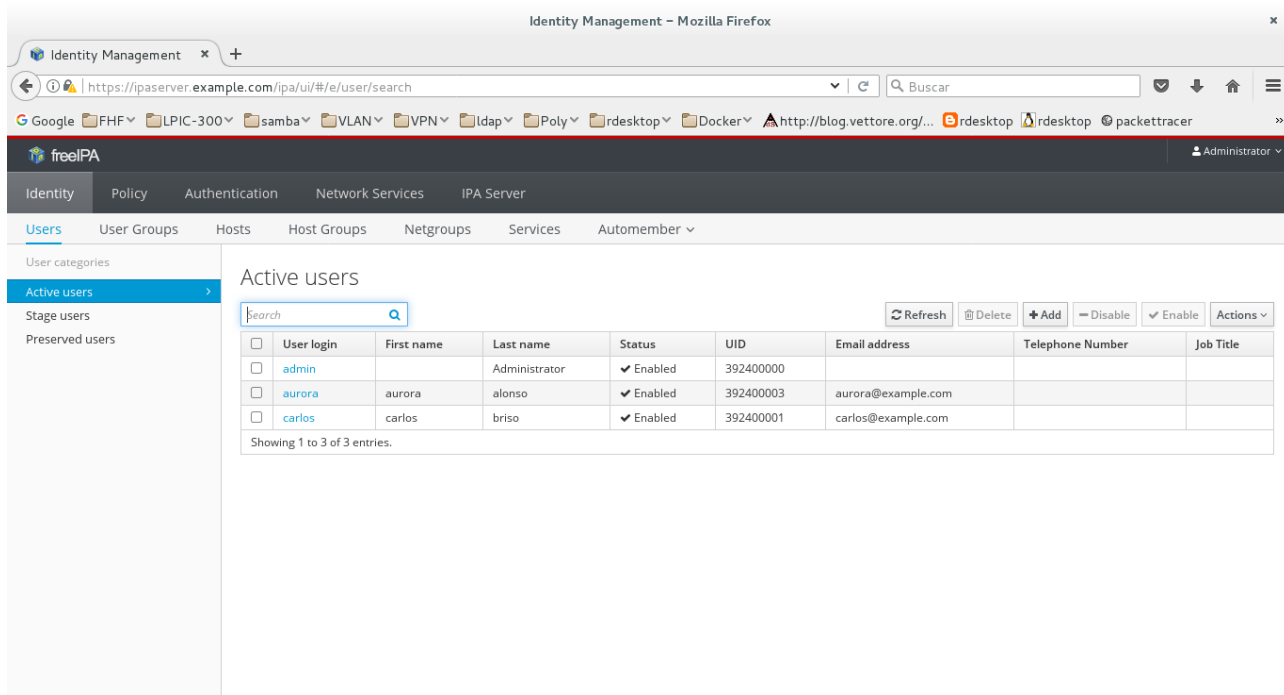 Identity Management - Mozilla Firefox
Identity Management
https://ipaserver.example.com/ipa/ui/#/e/user/search
Buscar
Google FHF LPIC-300 samba VLAN VPN ldap Poly rdesktop Docker http://blog.vettore.org/... rdesktop rdesktop packettracer »
freeIPA Administrator
Identity Policy Authentication Network Services IPA Server
Users User Groups Hosts Host Groups Netgroups Services Automember
User categories
Active users
Stage users
Preserved users
Active users
Search Refresh Delete Add Disable Enable Actions
User login First name Last name Status UID Email address Telephone Number Job Title
admin Administrator Enabled 392400000
aurora aurora alonso Enabled 392400003 aurora@example.com
carlos carlos briso Enabled 392400001 carlos@example.com
Showing 1 to 3 of 3 entries.